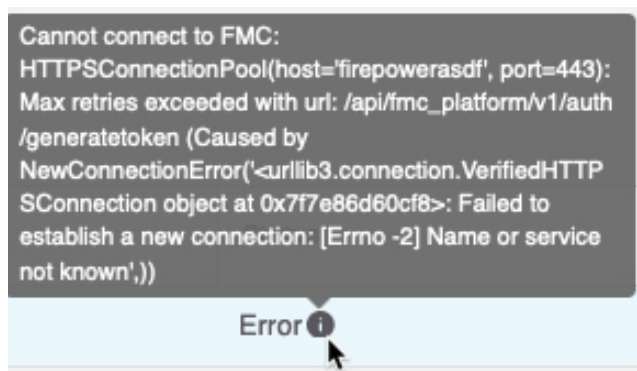 Cannot connect to FMC:
HTTPSConnectionPool(host='firepowerasdf', port=443):
Max retries exceeded with url: /api/fmc_platform/v1/auth
/generatetoken (Caused by
NewConnectionError('<urllib3.connection.VerifiedHTTP
SConnection object at 0x7f7e86d60cf8>: Failed to
establish a new connection: [Errno -2] Name or service
not known',))
Error